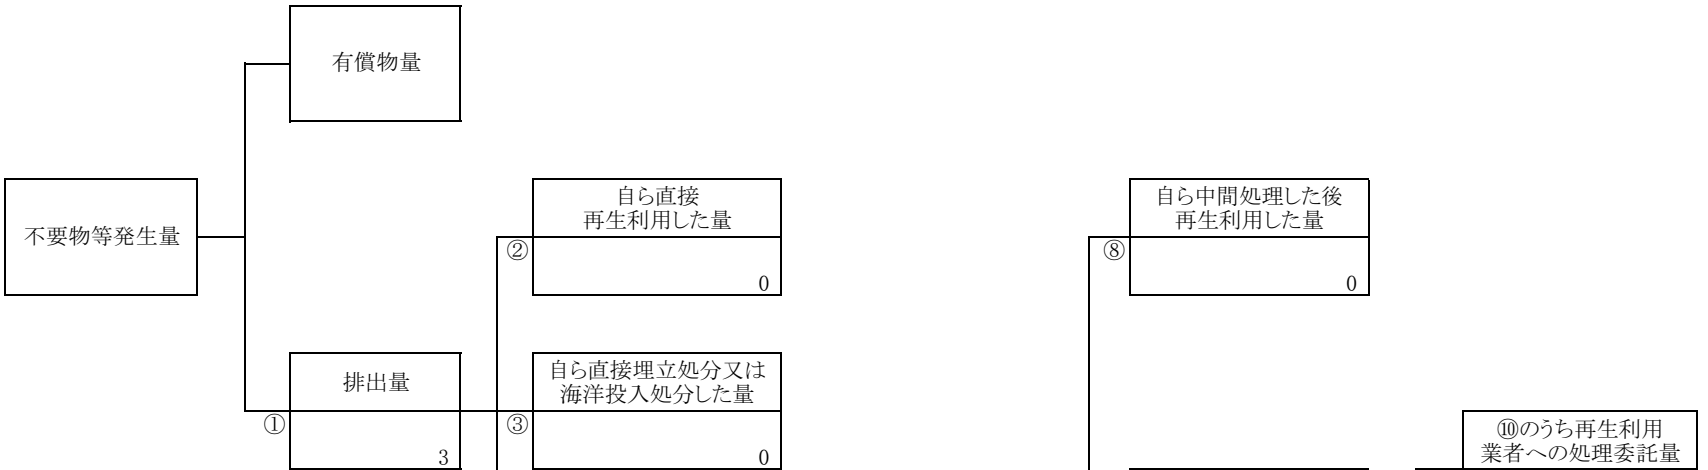 有償物量
不要物等発生量
自ら直接
再生利用した量
②
0
自ら中間処理した後
再生利用した量
⑧
0
排出量
①
3
自ら直接埋立処分又は
海洋投入処分した量
③
0
⑩のうち再生利用
業者への処理委託量